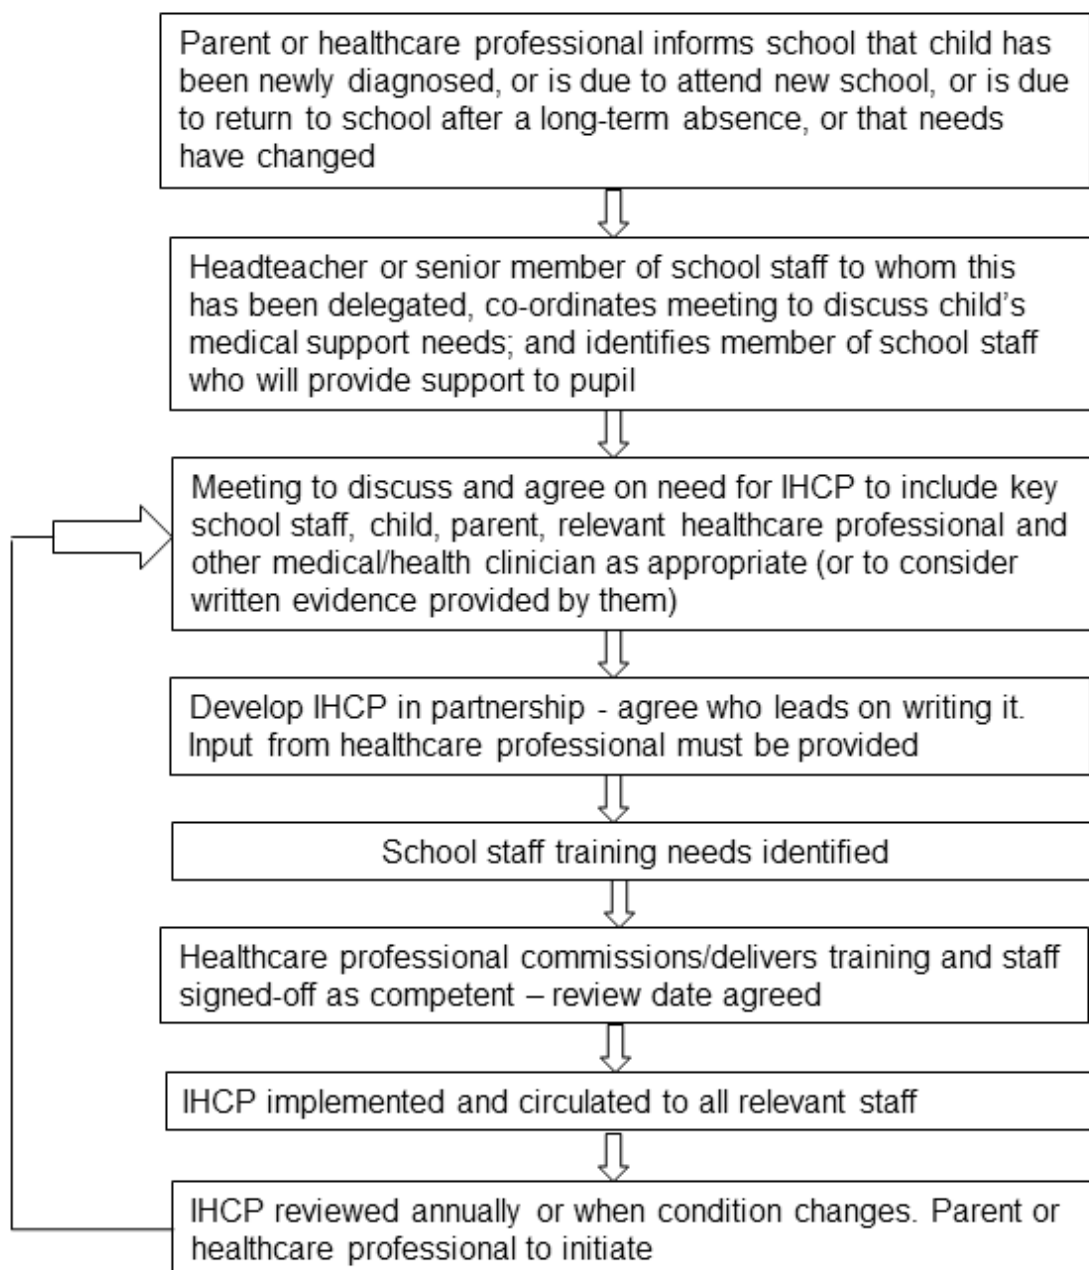 Parent or healthcare professional informs school that child has
been newly diagnosed, or is due to attend new school, or is due
to return to school after a long-term absence, or that needs
have changed
Headteacher or senior member of school staff to whom this
has been delegated, co-ordinates meeting to discuss child's
medical support needs; and identifies member of school staff
who will provide support to pupil
Meeting to discuss and agree on need for IHCP to include key
school staff, child, parent, relevant healthcare professional and
other medical/health clinician as appropriate (or to consider
written evidence provided by them)
Develop IHCP in partnership - agree who leads on writing it.
Input from healthcare professional must be provided
School staff training needs identified
Healthcare professional commissions/delivers training and staff
signed-off as competent – review date agreed
IHCP implemented and circulated to all relevant staff
IHCP reviewed annually or when condition changes. Parent or
healthcare professional to initiate